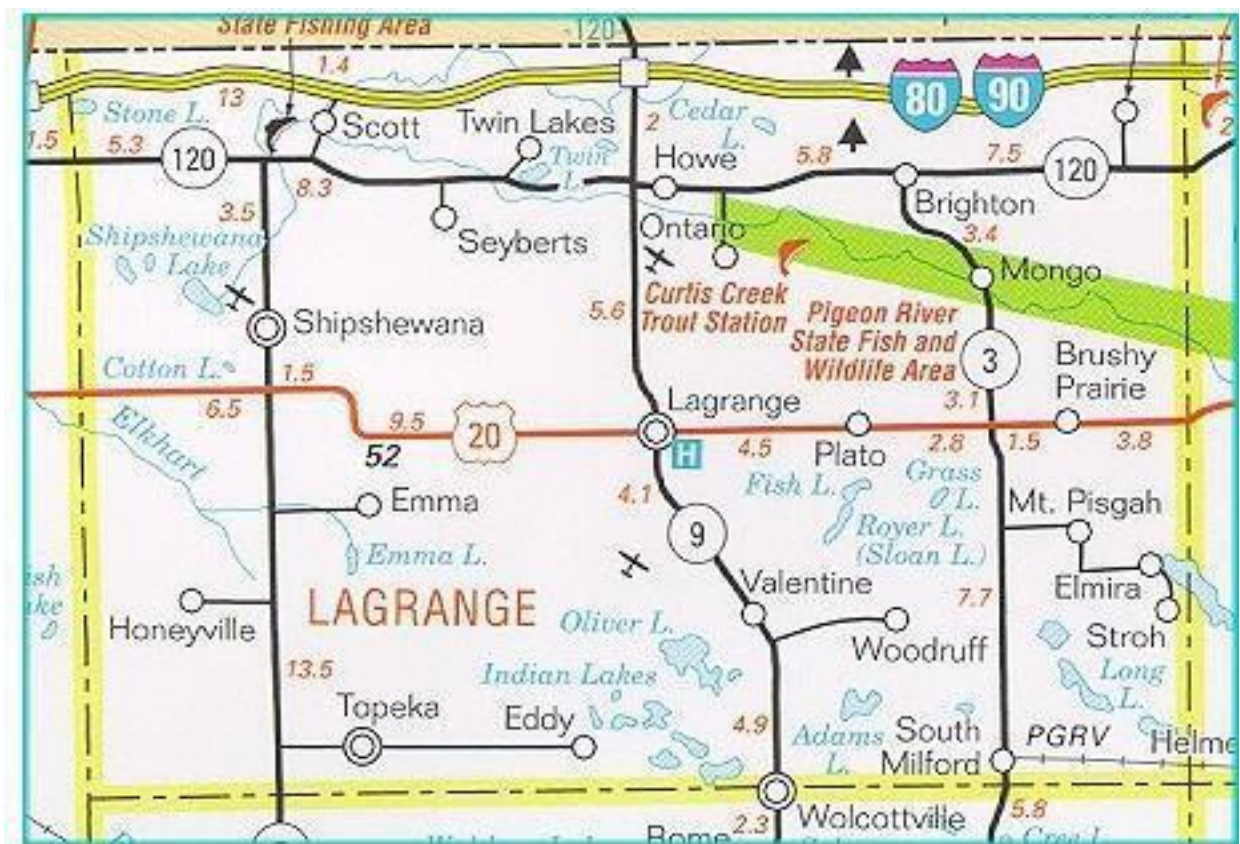 State Fishing Area
-120
1.4
13
Stone L.
1.5
5.3
120
Scott
Twin Lakes
Twin
L.
2
Cedar
L.
80
90
2
Howe
5.8
7.5
120
8.3
3.5
Seyberts
Ontario
Brighton
3.4
Mongo
Shipshewana
Lake
Shipshewana
5.6
Curtis Creek
Trout Station
Pigeon River
State Fish and
Wildlife Area
3
Brushy
Prairie
Cotton L.
1.5
6.5
9.5
20
52
Lagrange
H
4.5
Plato
3.1
2.8
1.5
3.8
Elkhart
Emma
Emma L.
4.1
9
Fish L.
Grass
L.
Royer L.
(Sloan L.)
Mt. Pisgah
Elmira
Stroh
Long
L.
Honeyville
LAGRANGE
Valentine
Woodruff
7.7
Oliver L.
Indian Lakes
13.5
Topeka
Eddy
4.9
Adams
L.
South
Milford
PGRV
Helm
Wolcottville
5.8
Rome
2.3
Cree L.